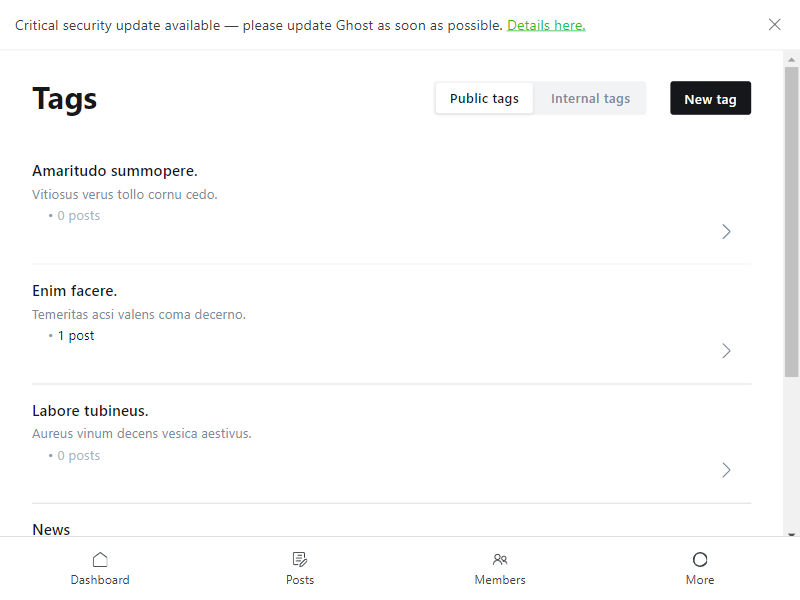 Critical security update available — please update Ghost as soon as possible. Details here.
Tags
Public tags
Internal tags
New tag
Amaritudo summopere.
Vitiosus verus tollo cornu cedo.
• 0 posts
Enim facere.
Temeritas acsi valens coma decerno.
• 1 post
Labore tubineus.
Aureus vinum decens vesica aestivus.
• 0 posts
News
Dashboard
Posts
Members
More